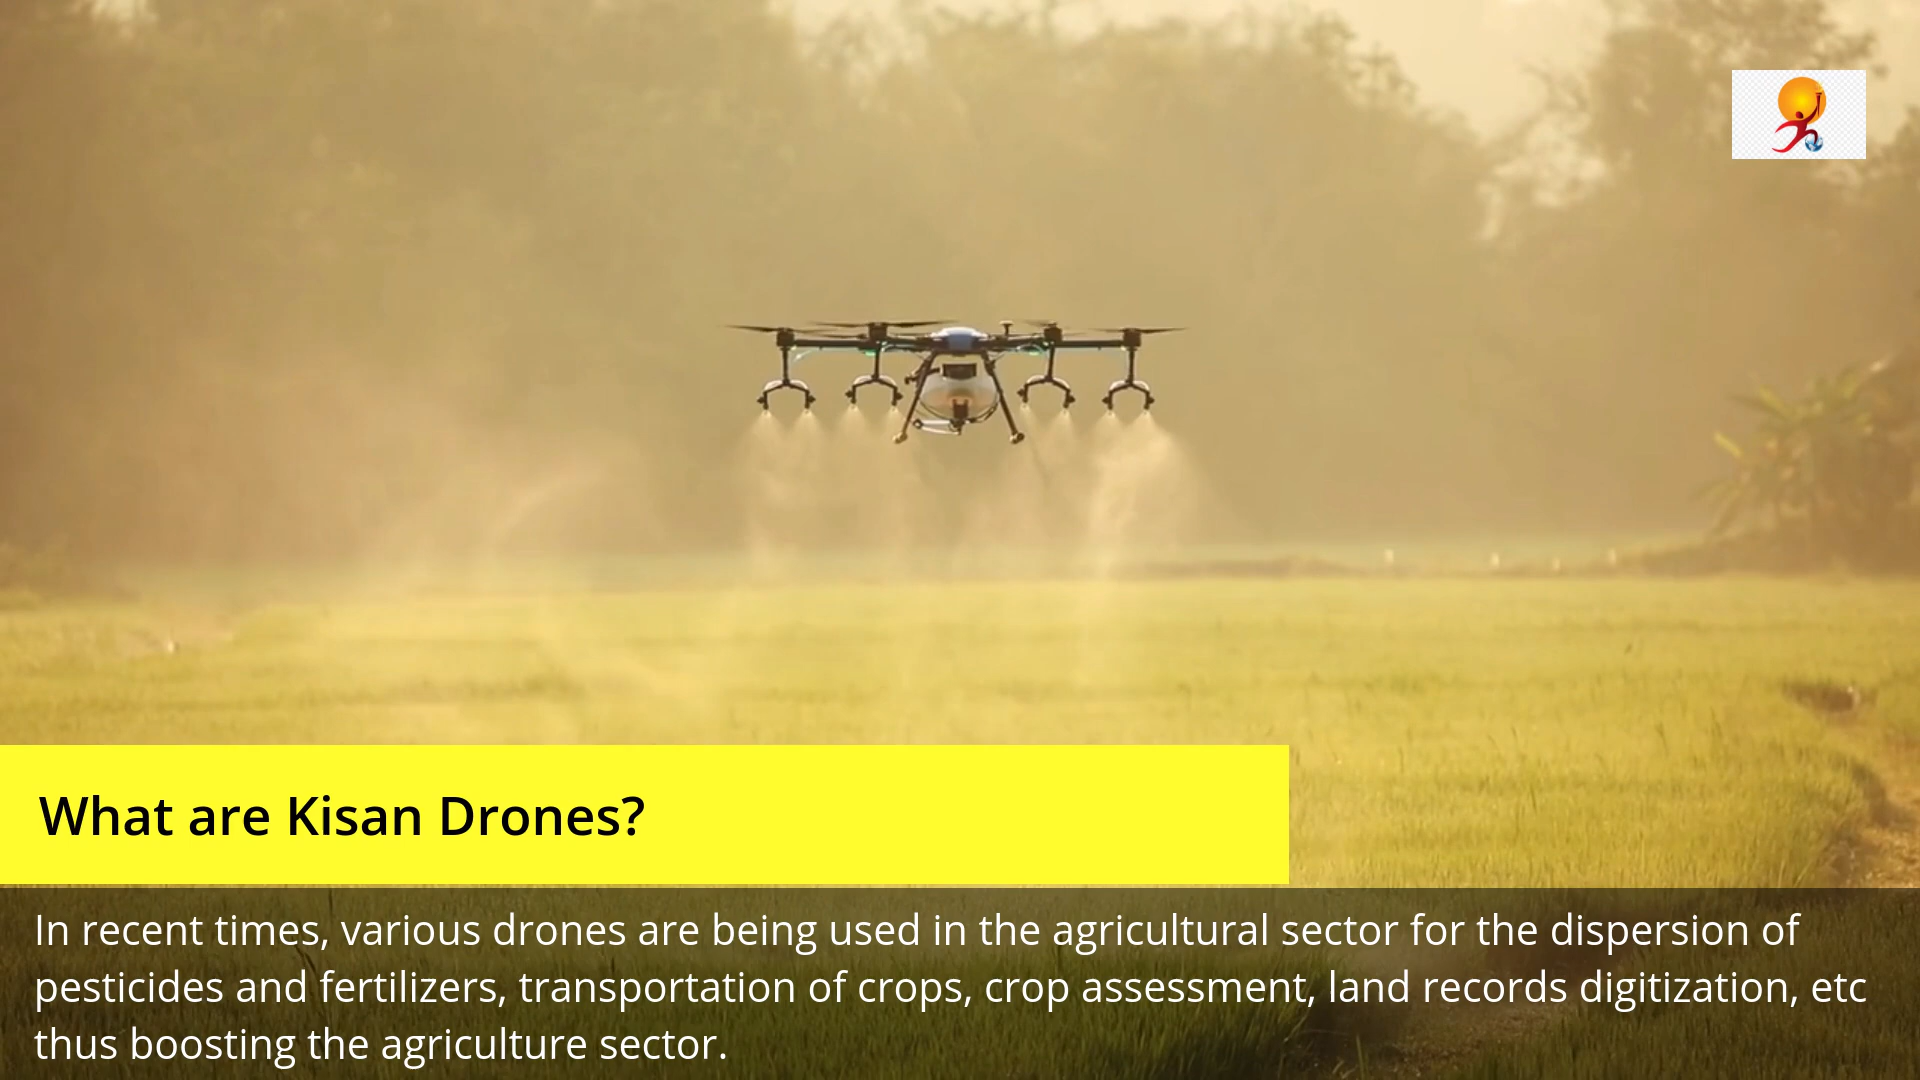 What are Kisan Drones?
In recent times, various drones are being used in the agricultural sector for the dispersion of
pesticides and fertilizers, transportation of crops, crop assessment, land records digitization, etc
thus boosting the agriculture sector.